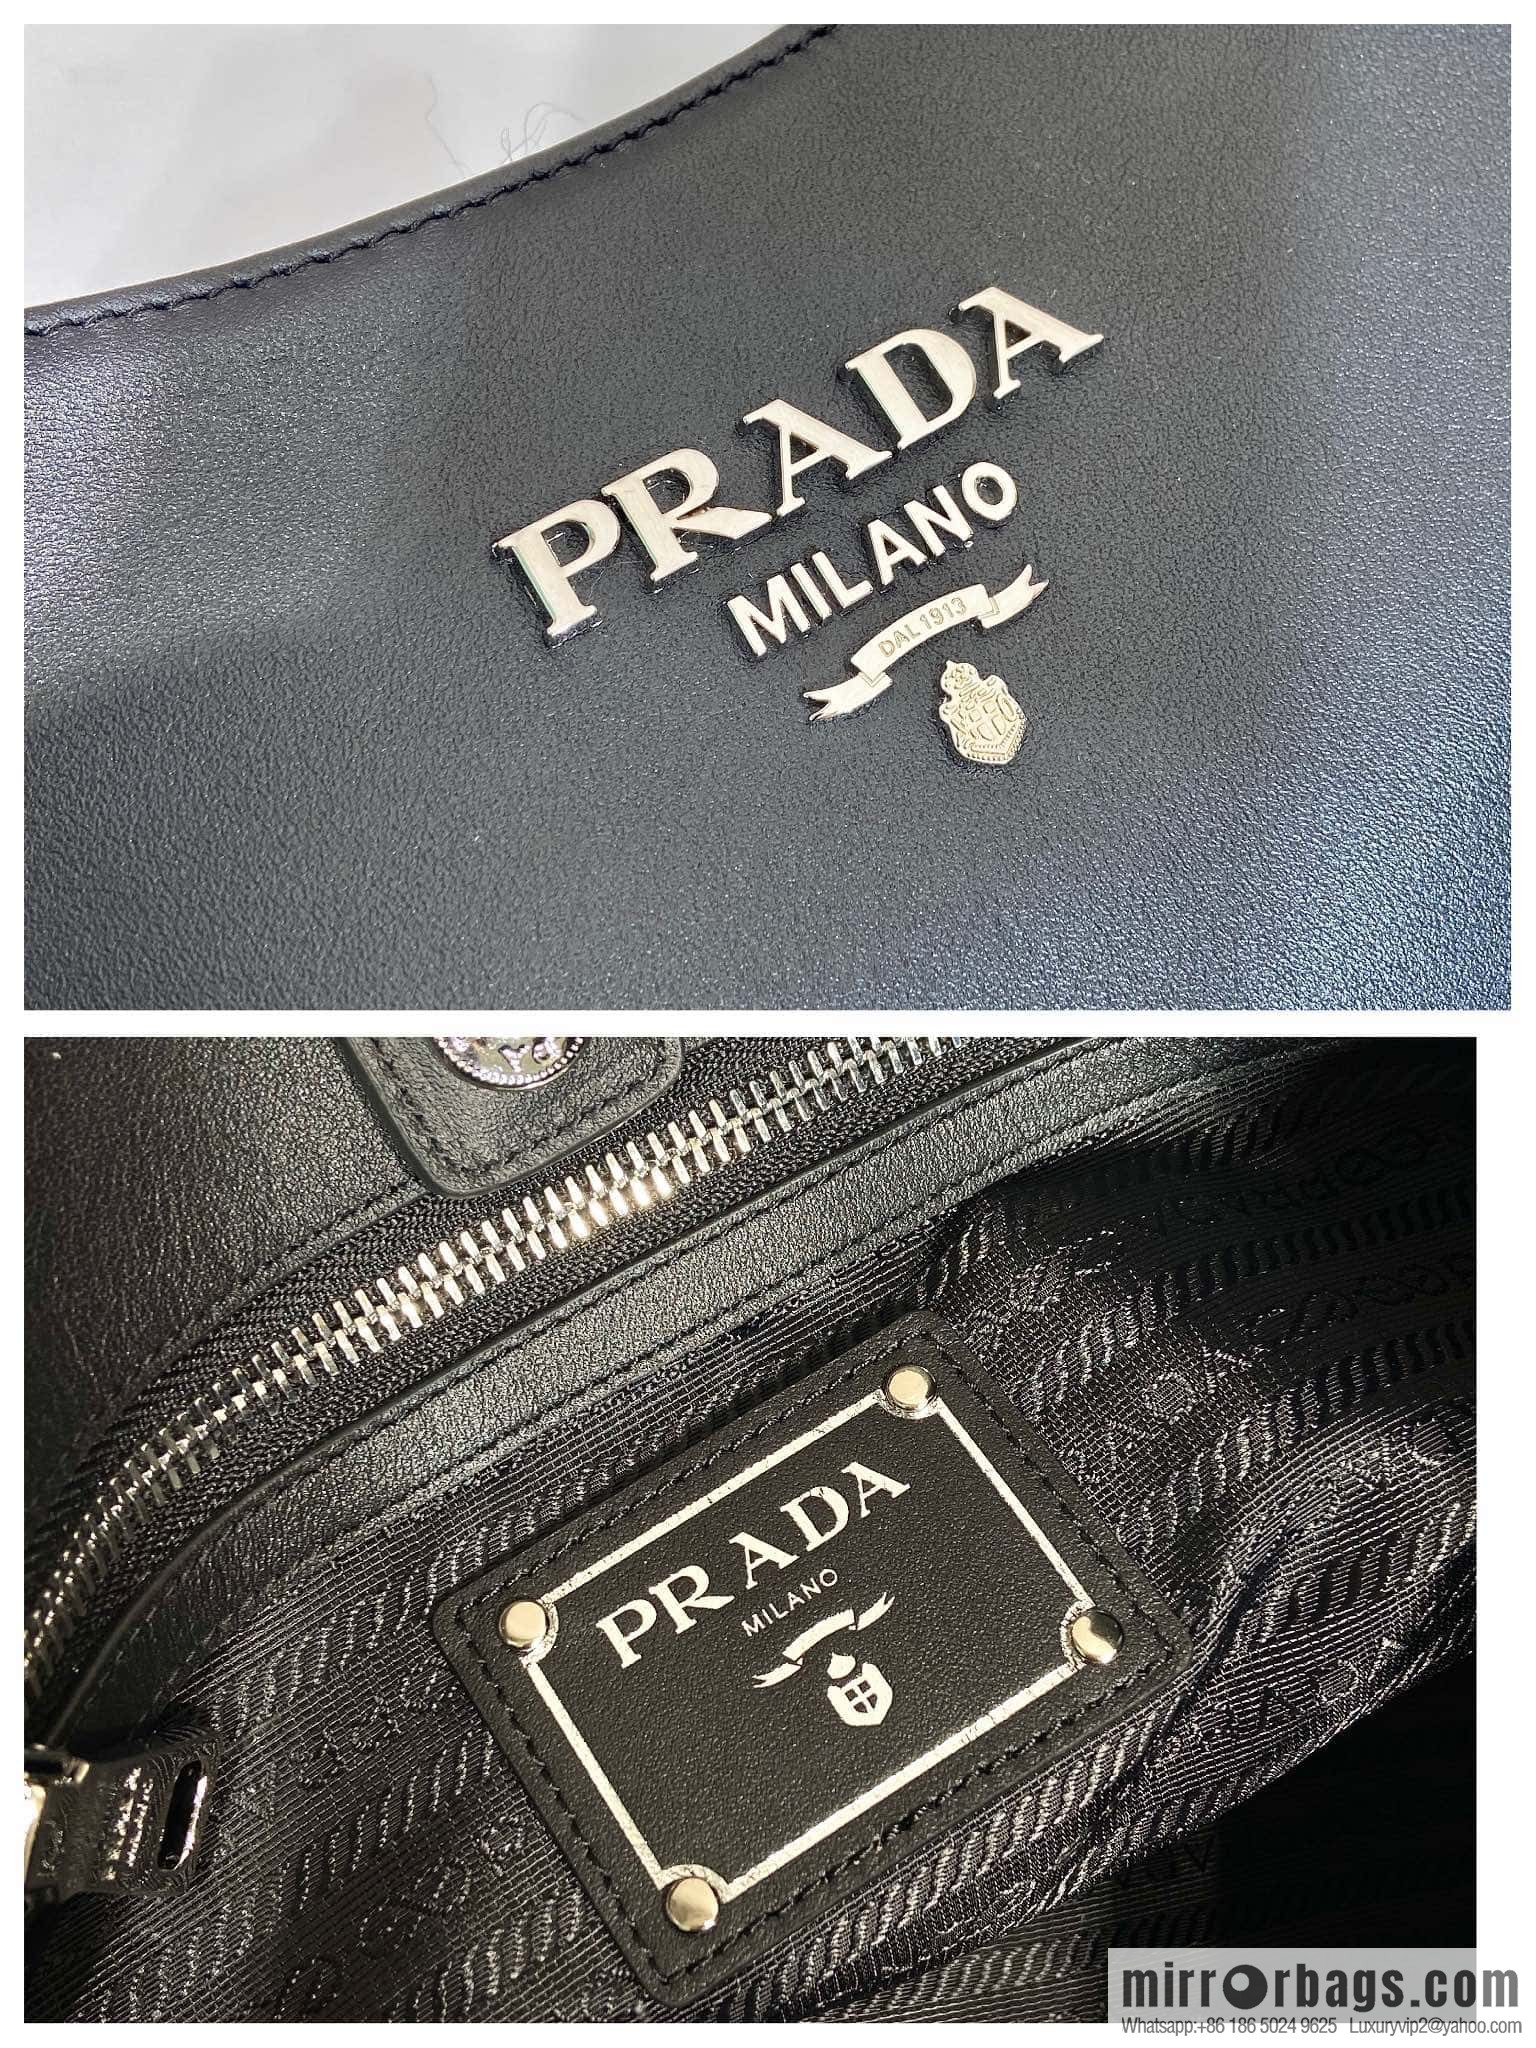 PRADA
MILANO
DAL 1913
PRADA
MILANO
mirrorbags.com
Whatsapp:+86 186 5024 9625 Luxuryvip2@yahoo.com